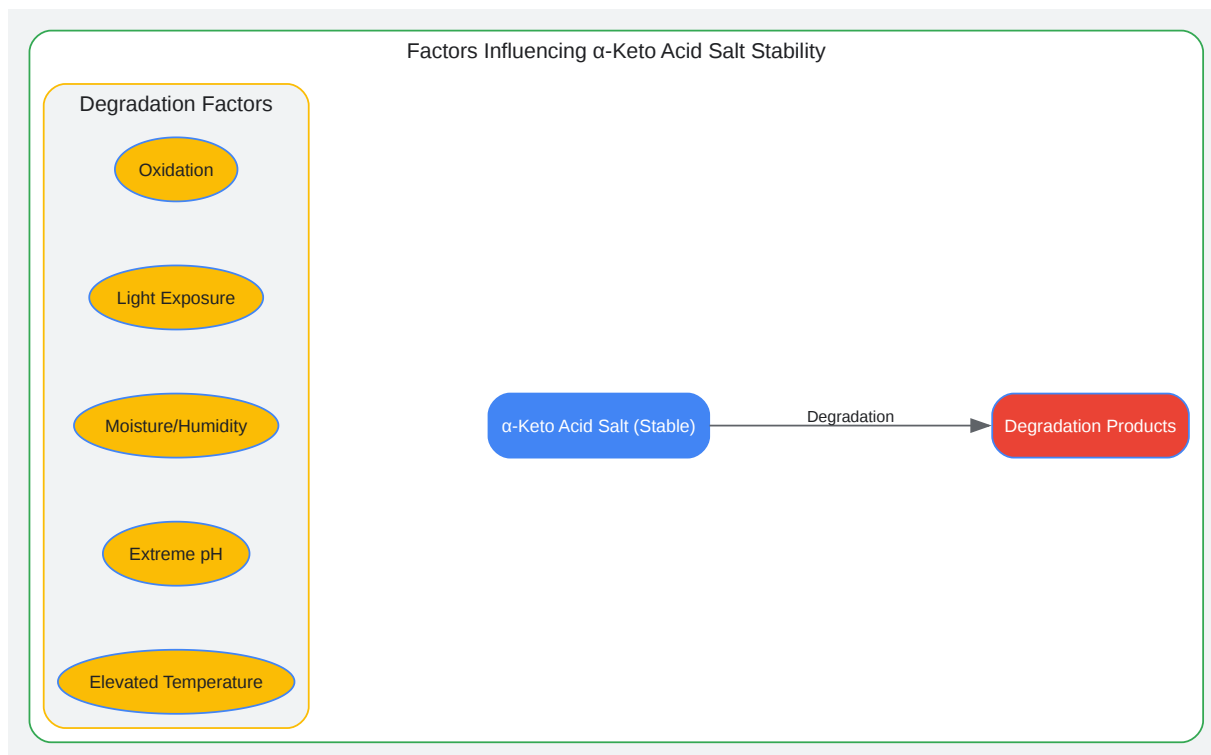 Factors Influencing α-Keto Acid Salt Stability
Degradation Factors
Oxidation
Light Exposure
Moisture/Humidity
Extreme pH
Elevated Temperature
α-Keto Acid Salt (Stable)
Degradation
Degradation Products